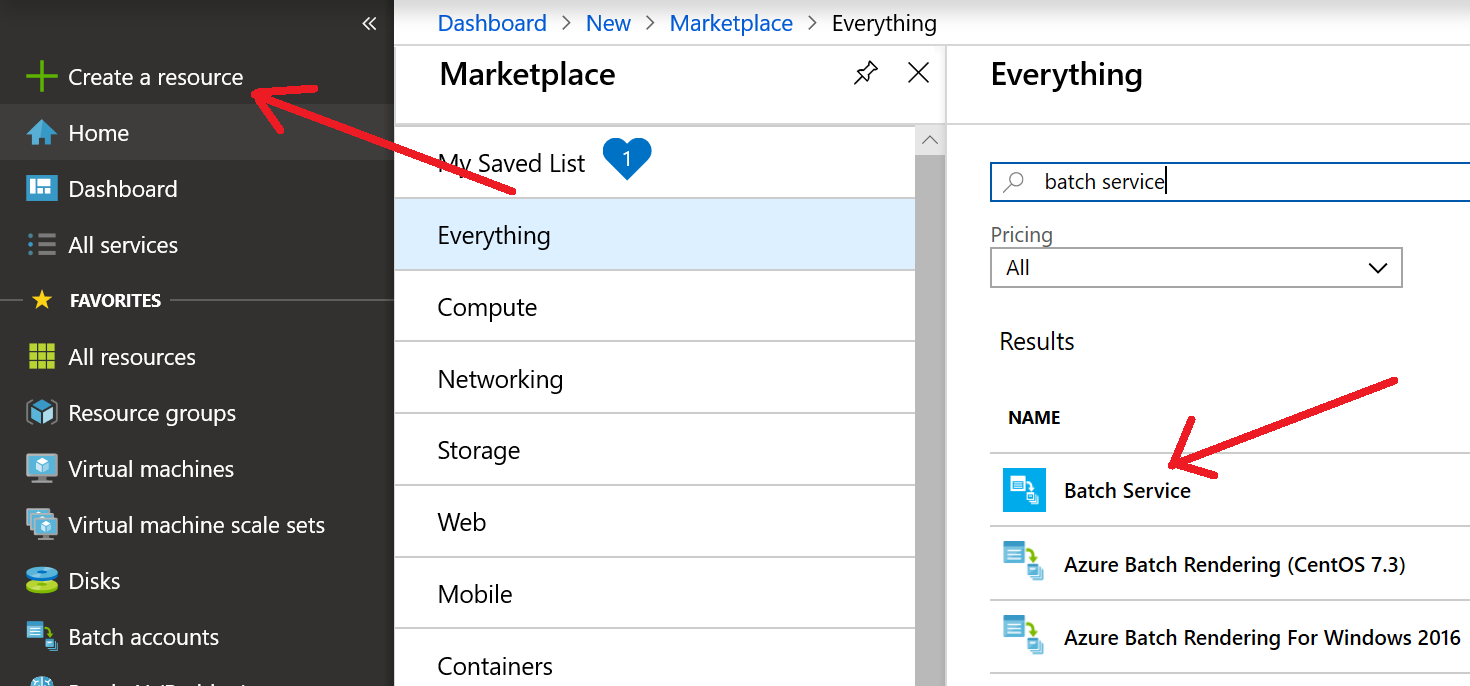 «
Create a resource
Home
Dashboard
All services
FAVORITES
All resources
Resource groups
Virtual machines
Virtual machine scale sets
Disks
Batch accounts
Dashboard > New > Marketplace > Everything
Marketplace
My Saved List 1
Everything
Compute
Networking
Storage
Web
Mobile
Containers
Everything
batch service
Pricing
All
Results
NAME
Batch Service
Azure Batch Rendering (CentOS 7.3)
Azure Batch Rendering For Windows 2016